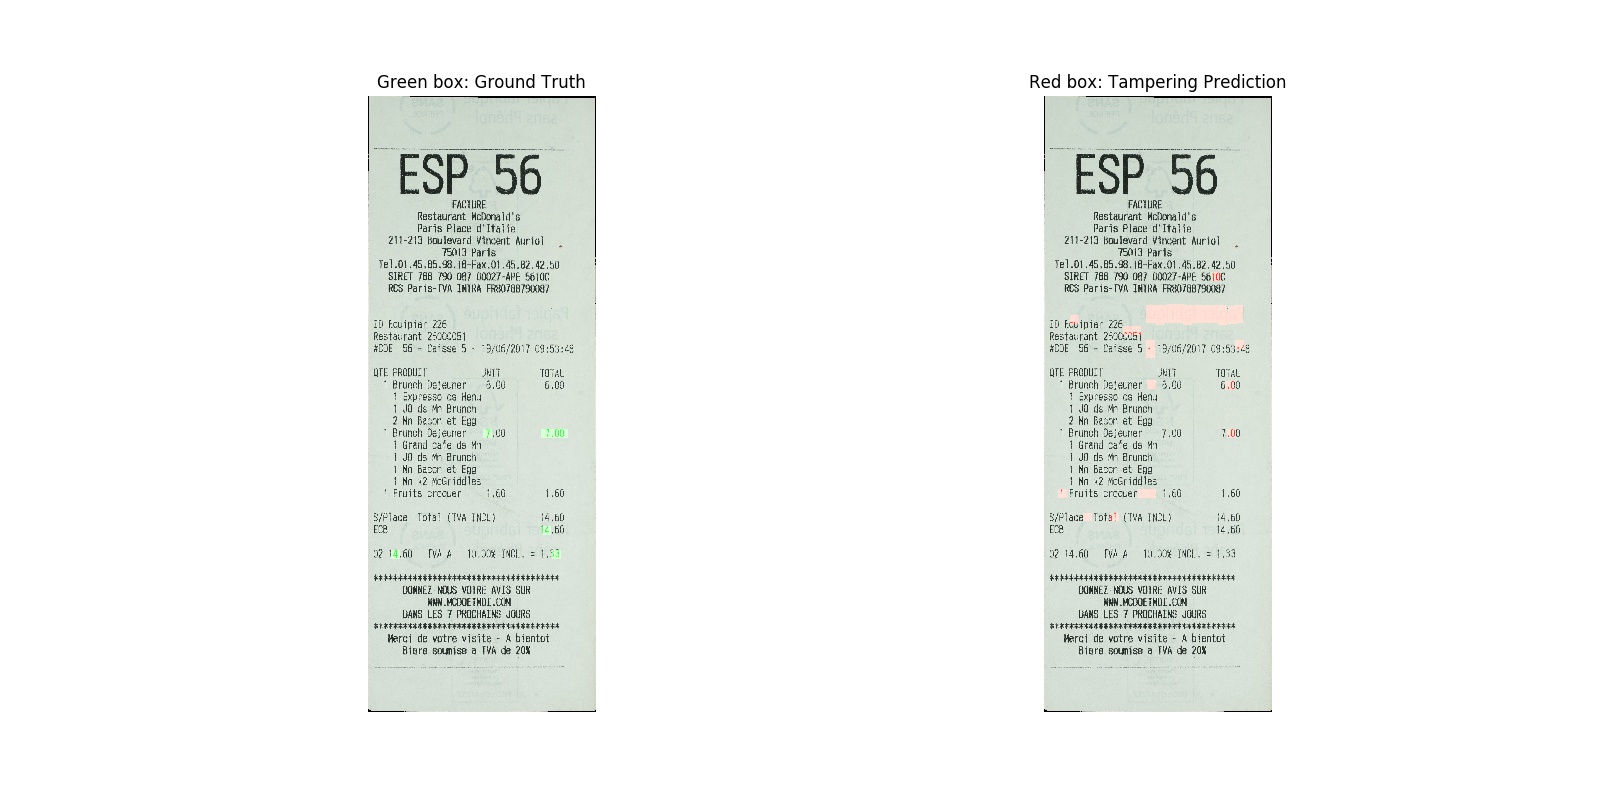 Green box: Ground Truth
ESP 56
FACTURE
Restaurant McDonald's
Paris Place d'Italie
211-213 Boulevard Vincent Auriol
75013 Paris
Tel.01.45.85.98.18-Fax.01.45.82.42.50
SIRET 788 790 087 00027-APE 5610C
RCS Paris-TVA INTRA FR80788790087
ID Equipier 226
Restaurant 25000051
#CDE 56 - Caisse 5 - 19/06/2017 09:53:48
QTE PRODUIT UNIT TOTAL
1 Brunch Dejeuner 6.00 6.00
1 Expresso de Menu
1 JO de Mn Brunch
2 Mn Bacon et Egg
1 Brunch Dejeuner 7.00 7.00
1 Grand cafe de Mn
1 JO de Mn Brunch
1 Mn Bacon et Egg
1 Mn x2 McGriddles
1 Fruits croquer 1.60 1.60
S/Place Total (TVA INCL) 14.60
ECB 14.60
02 14.60 TVA A 10.00% INCL. = 1.33
**************************************
DONNEZ NOUS VOTRE AVIS SUR
WWW.MCDOETMOI.COM
DANS LES 7 PROCHAINS JOURS
**************************************
Merci de votre visite - A bientot
Biere soumise a TVA de 20%
Red box: Tampering Prediction
ESP 56
FACTURE
Restaurant McDonald's
Paris Place d'Italie
211-213 Boulevard Vincent Auriol
75013 Paris
Tel.01.45.85.98.18-Fax.01.45.82.42.50
SIRET 788 790 087 00027-APE 5610C
RCS Paris-TVA INTRA FR80788790087
ID Equipier 226
Restaurant 25000051
#CDE 56 - Caisse 5 - 19/06/2017 09:53:48
QTE PRODUIT UNIT TOTAL
1 Brunch Dejeuner 6.00 6.00
1 Expresso de Menu
1 JO de Mn Brunch
2 Mn Bacon et Egg
1 Brunch Dejeuner 7.00 7.00
1 Grand cafe de Mn
1 JO de Mn Brunch
1 Mn Bacon et Egg
1 Mn x2 McGriddles
1 Fruits croquer 1.60 1.60
S/Place Total (TVA INCL) 14.60
ECB 14.60
02 14.60 TVA A 10.00% INCL. = 1.33
**************************************
DONNEZ NOUS VOTRE AVIS SUR
WWW.MCDOETMOI.COM
DANS LES 7 PROCHAINS JOURS
**************************************
Merci de votre visite - A bientot
Biere soumise a TVA de 20%